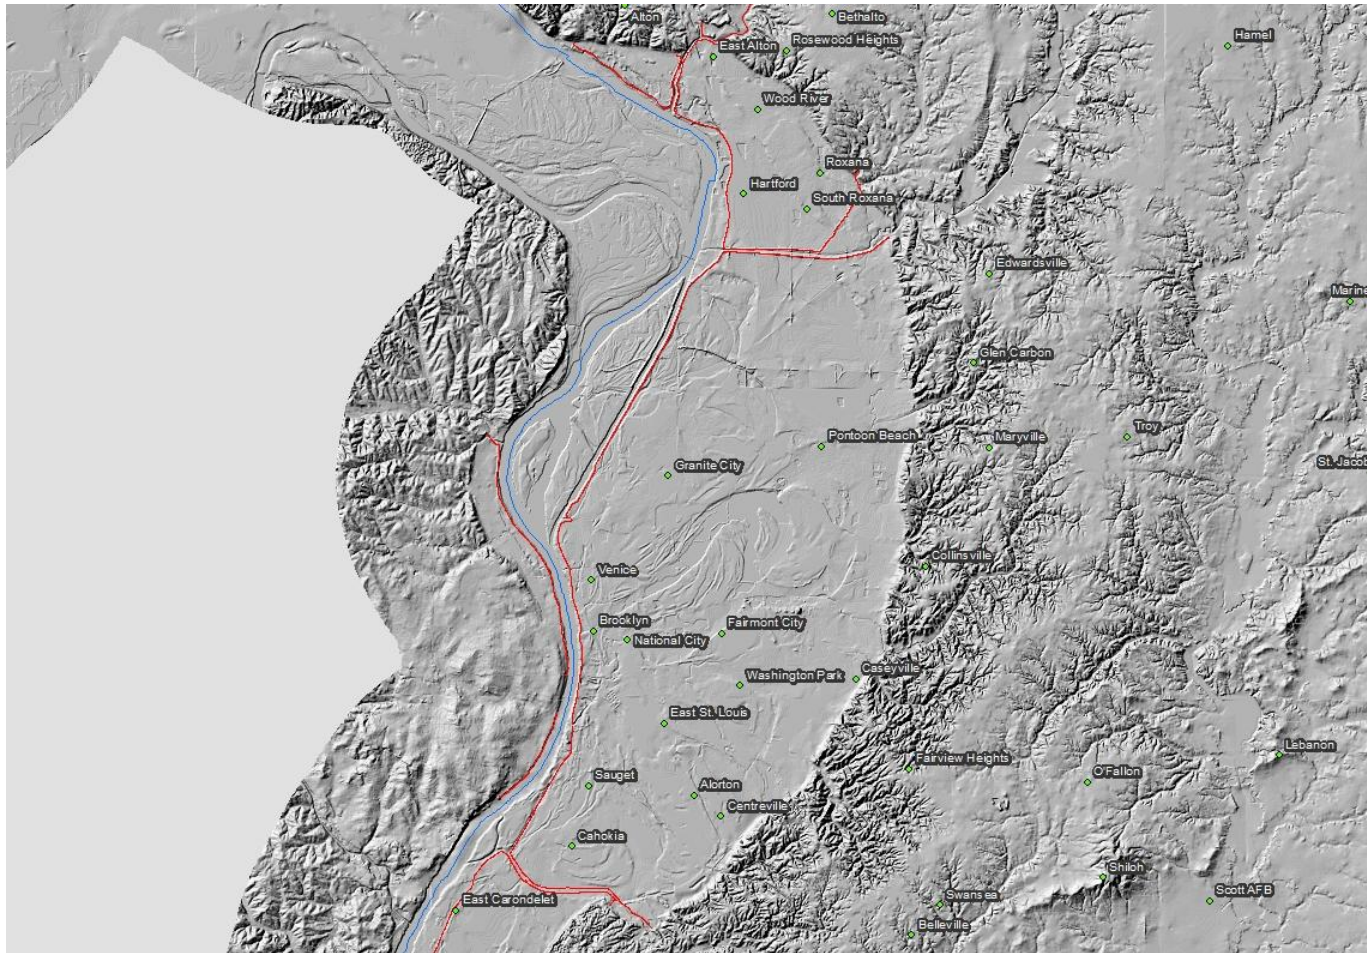 Alton
Bethalto
Hamel
Rosewood Heights
East Alton
Wood River
Roxana
Hartford
South Roxana
Edwardsville
Marine
Glen Carbon
Troy
Pontoon Beach
Maryville
St. Jacob
Granite City
Collinsville
Venice
Brooklyn
Fairmont City
National City
Washington Park
Caseyville
East St. Louis
Lebanon
Fairview Heights
O'Fallon
Sauget
Alorton
Centreville
Cahokia
Shiloh
Scott AFB
Swansea
East Carondelet
Belleville